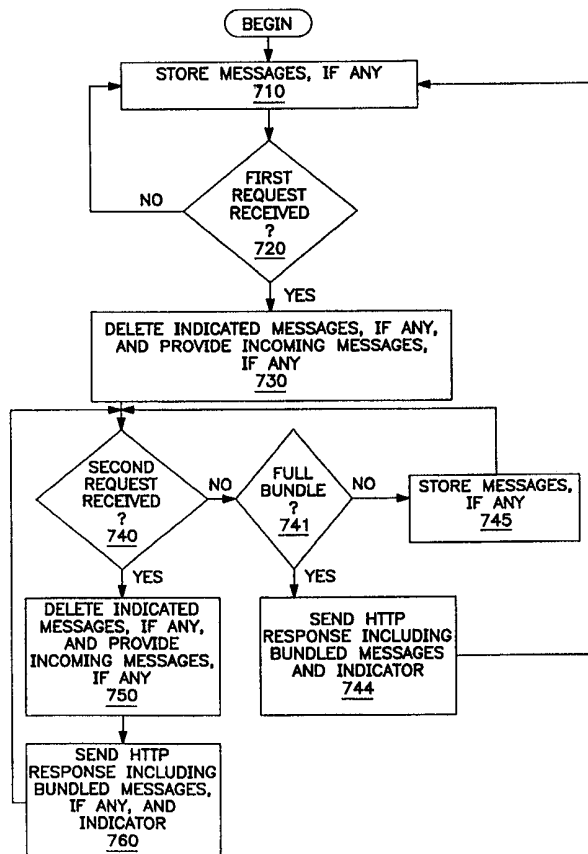 BEGIN
STORE MESSAGES, IF ANY
710
FIRST
REQUEST
RECEIVED
?
720
NO
YES
DELETE INDICATED MESSAGES, IF ANY,
AND PROVIDE INCOMING MESSAGES,
IF ANY
730
SECOND
REQUEST
RECEIVED
?
740
NO
YES
FULL
BUNDLE
?
741
NO
YES
STORE MESSAGES,
IF ANY
745
DELETE INDICATED
MESSAGES, IF ANY,
AND PROVIDE
INCOMING MESSAGES,
IF ANY
750
SEND HTTP
RESPONSE INCLUDING
BUNDLED MESSAGES
AND INDICATOR
744
SEND HTTP
RESPONSE INCLUDING
BUNDLED MESSAGES,
IF ANY, AND
INDICATOR
760